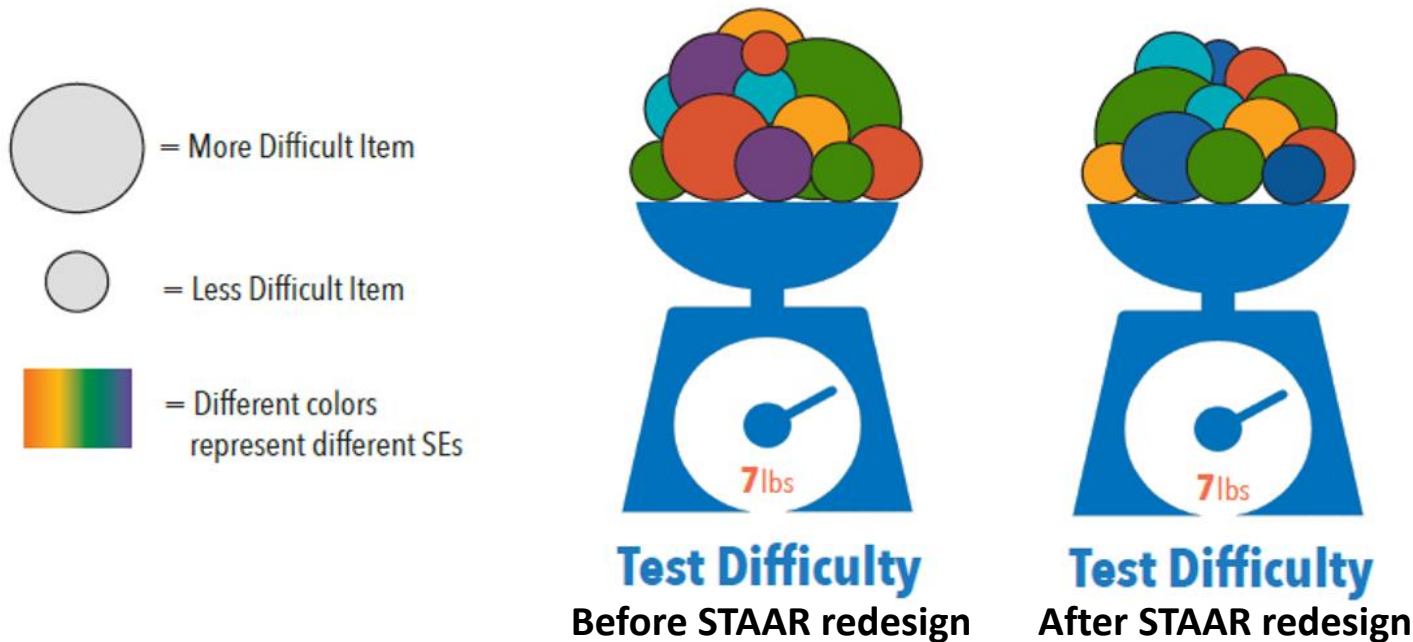 = More Difficult Item
= Less Difficult Item
= Different colors
represent different SEs
7lbs
Test Difficulty
Before STAAR redesign
7lbs
Test Difficulty
After STAAR redesign